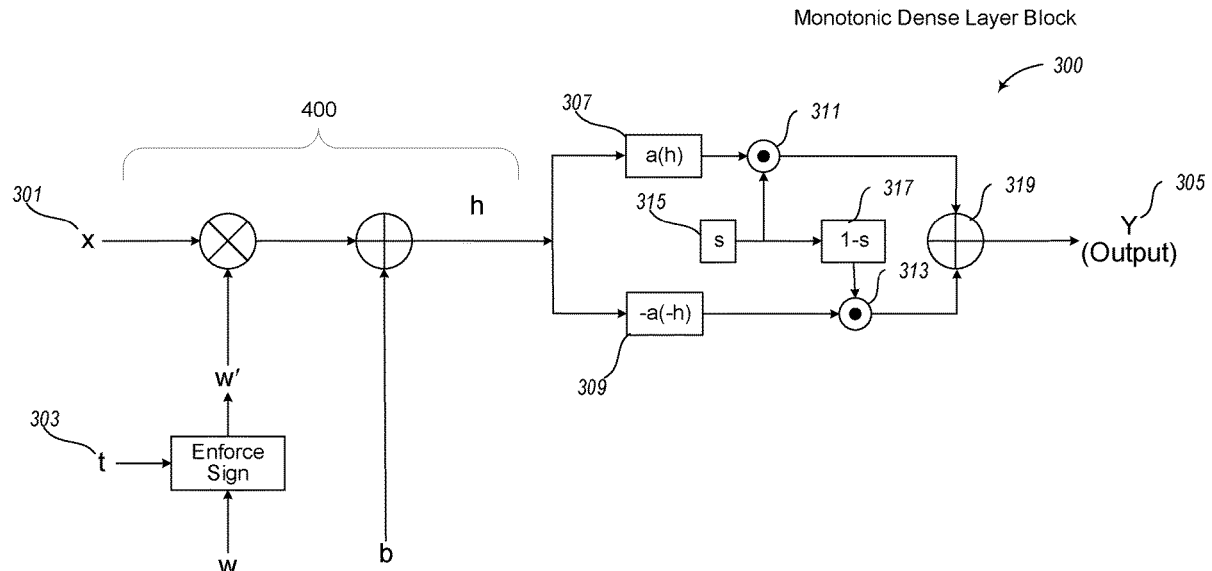 Monotonic Dense Layer Block
300
400
307
311
a(h)
301
x
h
315
s
317
1-s
319
305
Y
(Output)
313
-a(-h)
309
w'
303
t
Enforce
Sign
w
b